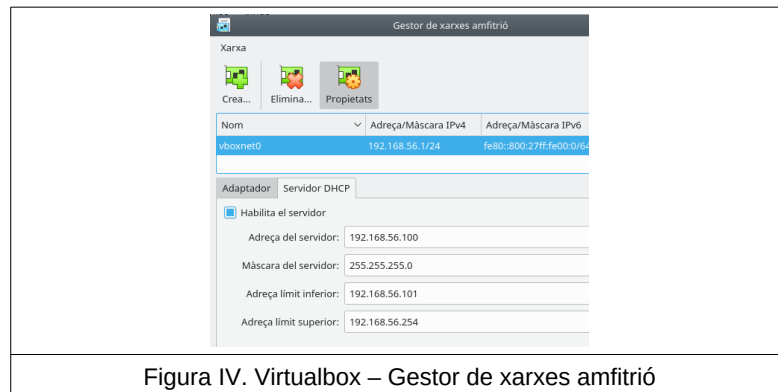 Gestor de xarxes amfitrió
Xarxa
Crea... Elimina... Propietats
Nom Adreça/Màscara IPv4 Adreça/Màscara IPv6
vboxnet0 192.168.56.1/24 fe80::800:27ff:fe00:0/64
Adaptador Servidor DHCP
Habilita el servidor
Adreça del servidor: 192.168.56.100
Màscara del servidor: 255.255.255.0
Adreça límit inferior: 192.168.56.101
Adreça límit superior: 192.168.56.254
Figura IV. Virtualbox – Gestor de xarxes amfitrió